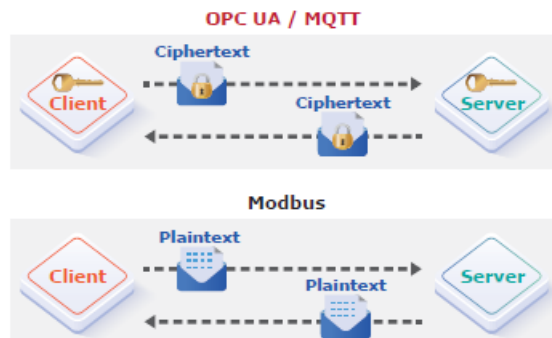 OPC UA / MQTT
Ciphertext
Client
Ciphertext
Server
Modbus
Plaintext
Client
Plaintext
Server